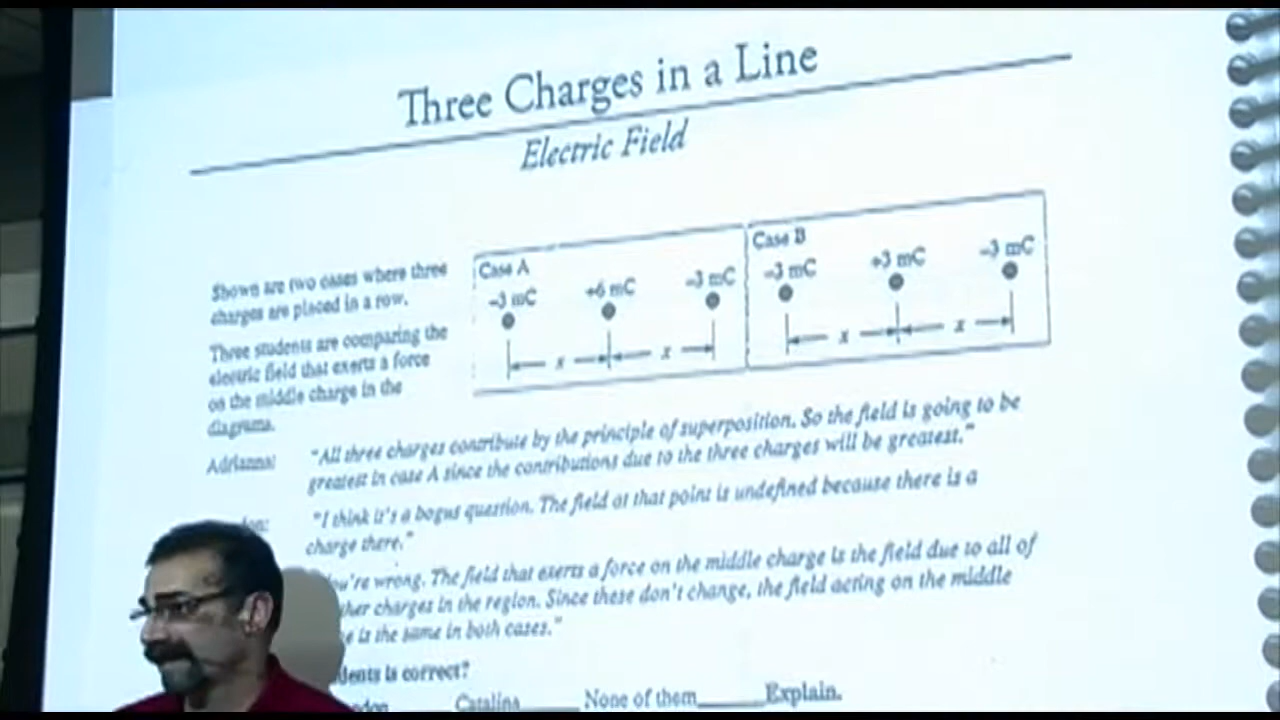 Three Charges in a Line
Electric Field
Shown are two cases where three
charges are placed in a row.
Three students are comparing the
electric field that exerts a force
on the middle charge in the
diagrams.
Case A
-3 mC +6 mC -3 mC
x x
Case B
-3 mC +3 mC -3 mC
x x
Adrianna: "All three charges contribute by the principle of superposition. So the field is going to be
greatest in case A since the contributions due to the three charges will be greatest."
"I think it's a bogus question. The field at that point is undefined because there is a
charge there."
you're wrong. The field that exerts a force on the middle charge is the field due to all of
charges in the region. Since these don't change, the field acting on the middle
is the same in both cases."
is correct?
Catalina_____ None of them_____ Explain.